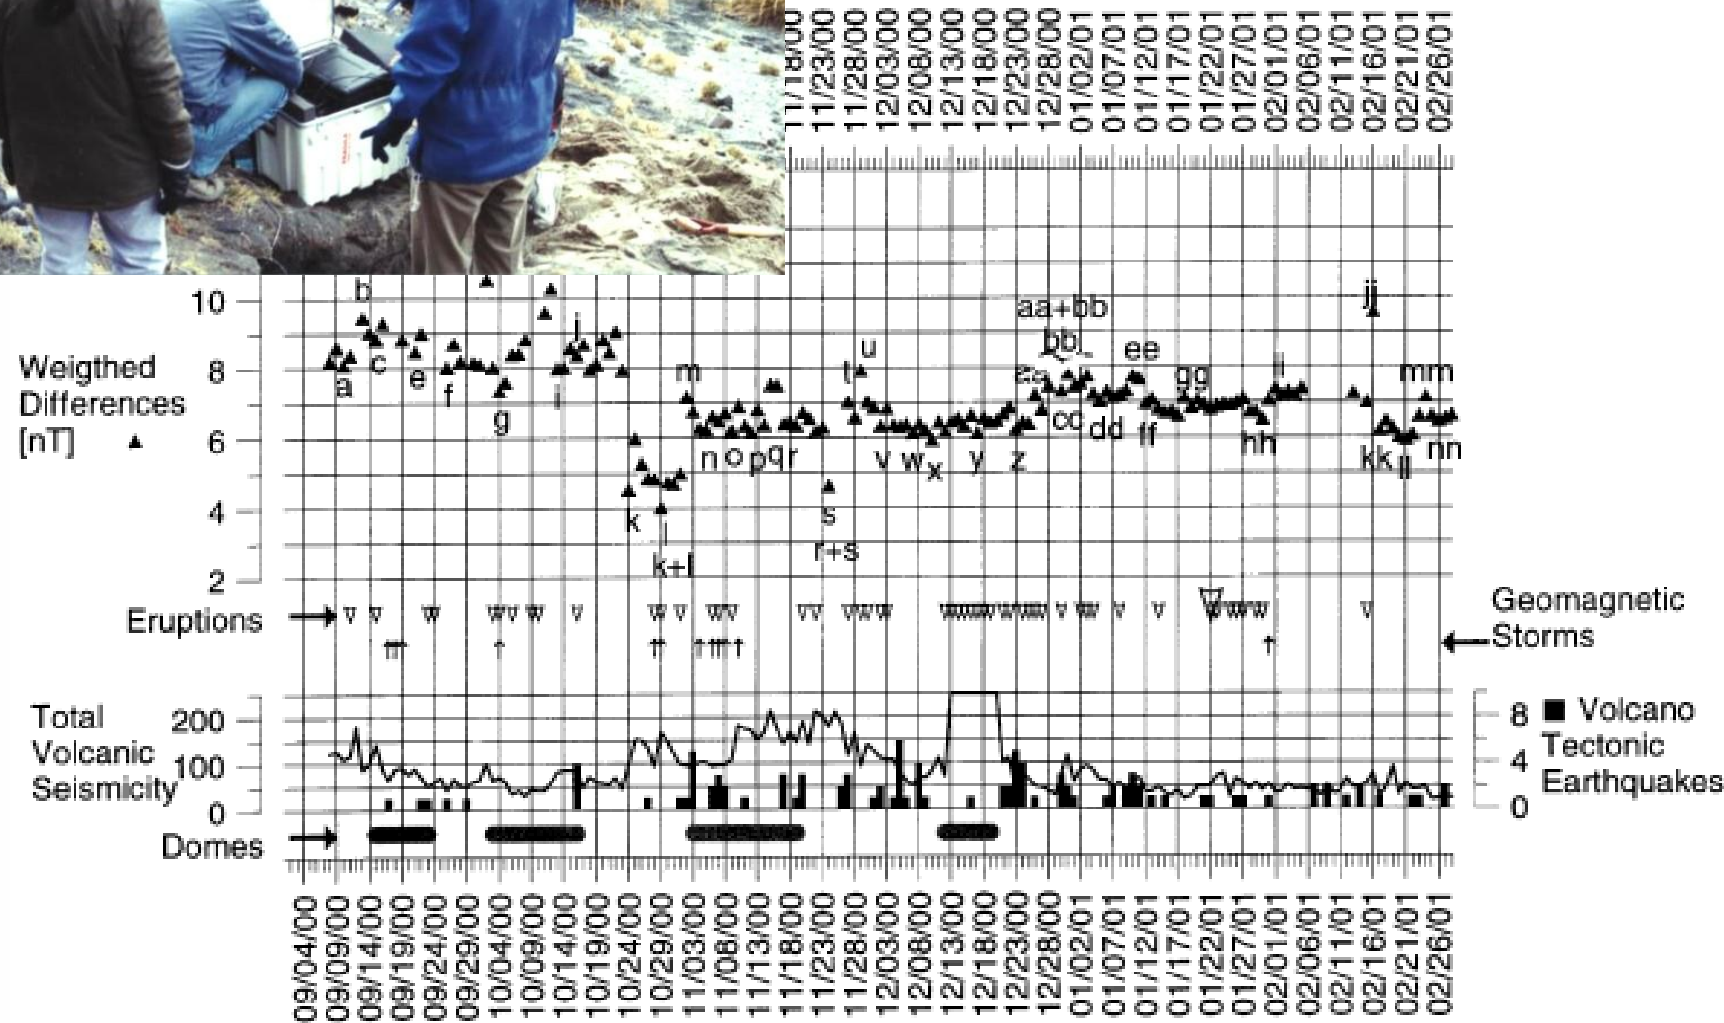 11/18/00 11/23/00 11/28/00 12/03/00 12/08/00 12/13/00 12/18/00 12/23/00 12/28/00 01/02/01 01/07/01 01/12/01 01/17/01 01/22/01 01/27/01 02/01/01 02/06/01 02/11/01 02/16/01 02/21/01 02/26/01
10
8
6
4
2
Weigthed
Differences
[nT]
b
a
c
e
f
g
i
i
k
l
k+l
m
n o p q r
s
r+s
t
u
v w x
y
z
aa+bb
bb
aa
cc
dd
ee
ff
gg
hh
ii
jj
kk
ll
mm
nn
Eruptions
Geomagnetic
Storms
Total
Volcanic
Seismicity
200
100
0
8
4
0
Volcano
Tectonic
Earthquakes
Domes
09/04/00 09/09/00 09/14/00 09/19/00 09/24/00 09/29/00 10/04/00 10/09/00 10/14/00 10/19/00 10/24/00 10/29/00 11/03/00 11/08/00 11/13/00 11/18/00 11/23/00 11/28/00 12/03/00 12/08/00 12/13/00 12/18/00 12/23/00 12/28/00 01/02/01 01/07/01 01/12/01 01/17/01 01/22/01 01/27/01 02/01/01 02/06/01 02/11/01 02/16/01 02/21/01 02/26/01